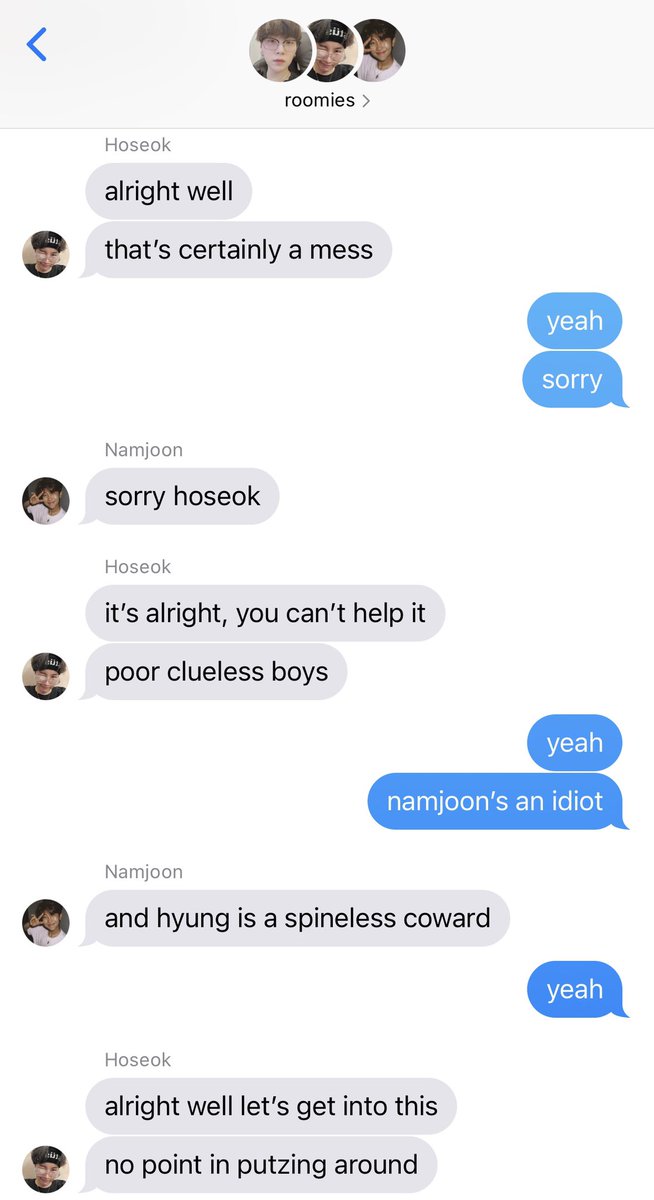 roomies
Hoseok
alright well
that’s certainly a mess
yeah
sorry
Namjoon
sorry hoseok
Hoseok
it’s alright, you can’t help it
poor clueless boys
yeah
namjoon’s an idiot
Namjoon
and hyung is a spineless coward
yeah
Hoseok
alright well let’s get into this
no point in putzing around